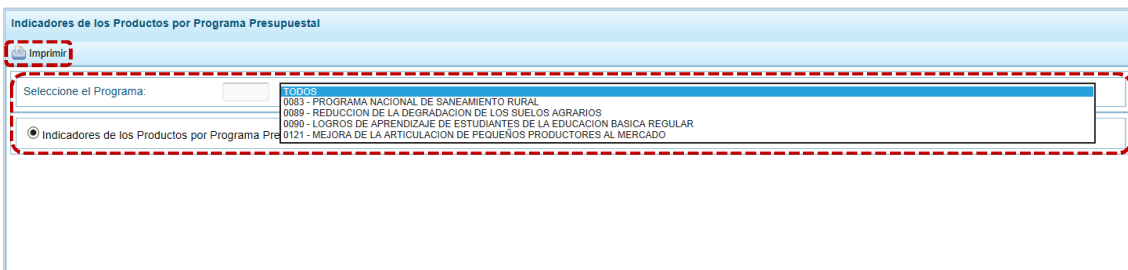 Indicadores de los Productos por Programa Presupuestal
Imprimir
Seleccione el Programa:
TODOS
0083 - PROGRAMA NACIONAL DE SANEAMIENTO RURAL
0089 - REDUCCION DE LA DEGRADACION DE LOS SUELOS AGRARIOS
0090 - LOGROS DE APRENDIZAJE DE ESTUDIANTES DE LA EDUCACION BASICA REGULAR
0121 - MEJORA DE LA ARTICULACION DE PEQUEÑOS PRODUCTORES AL MERCADO
Indicadores de los Productos por Programa Pre